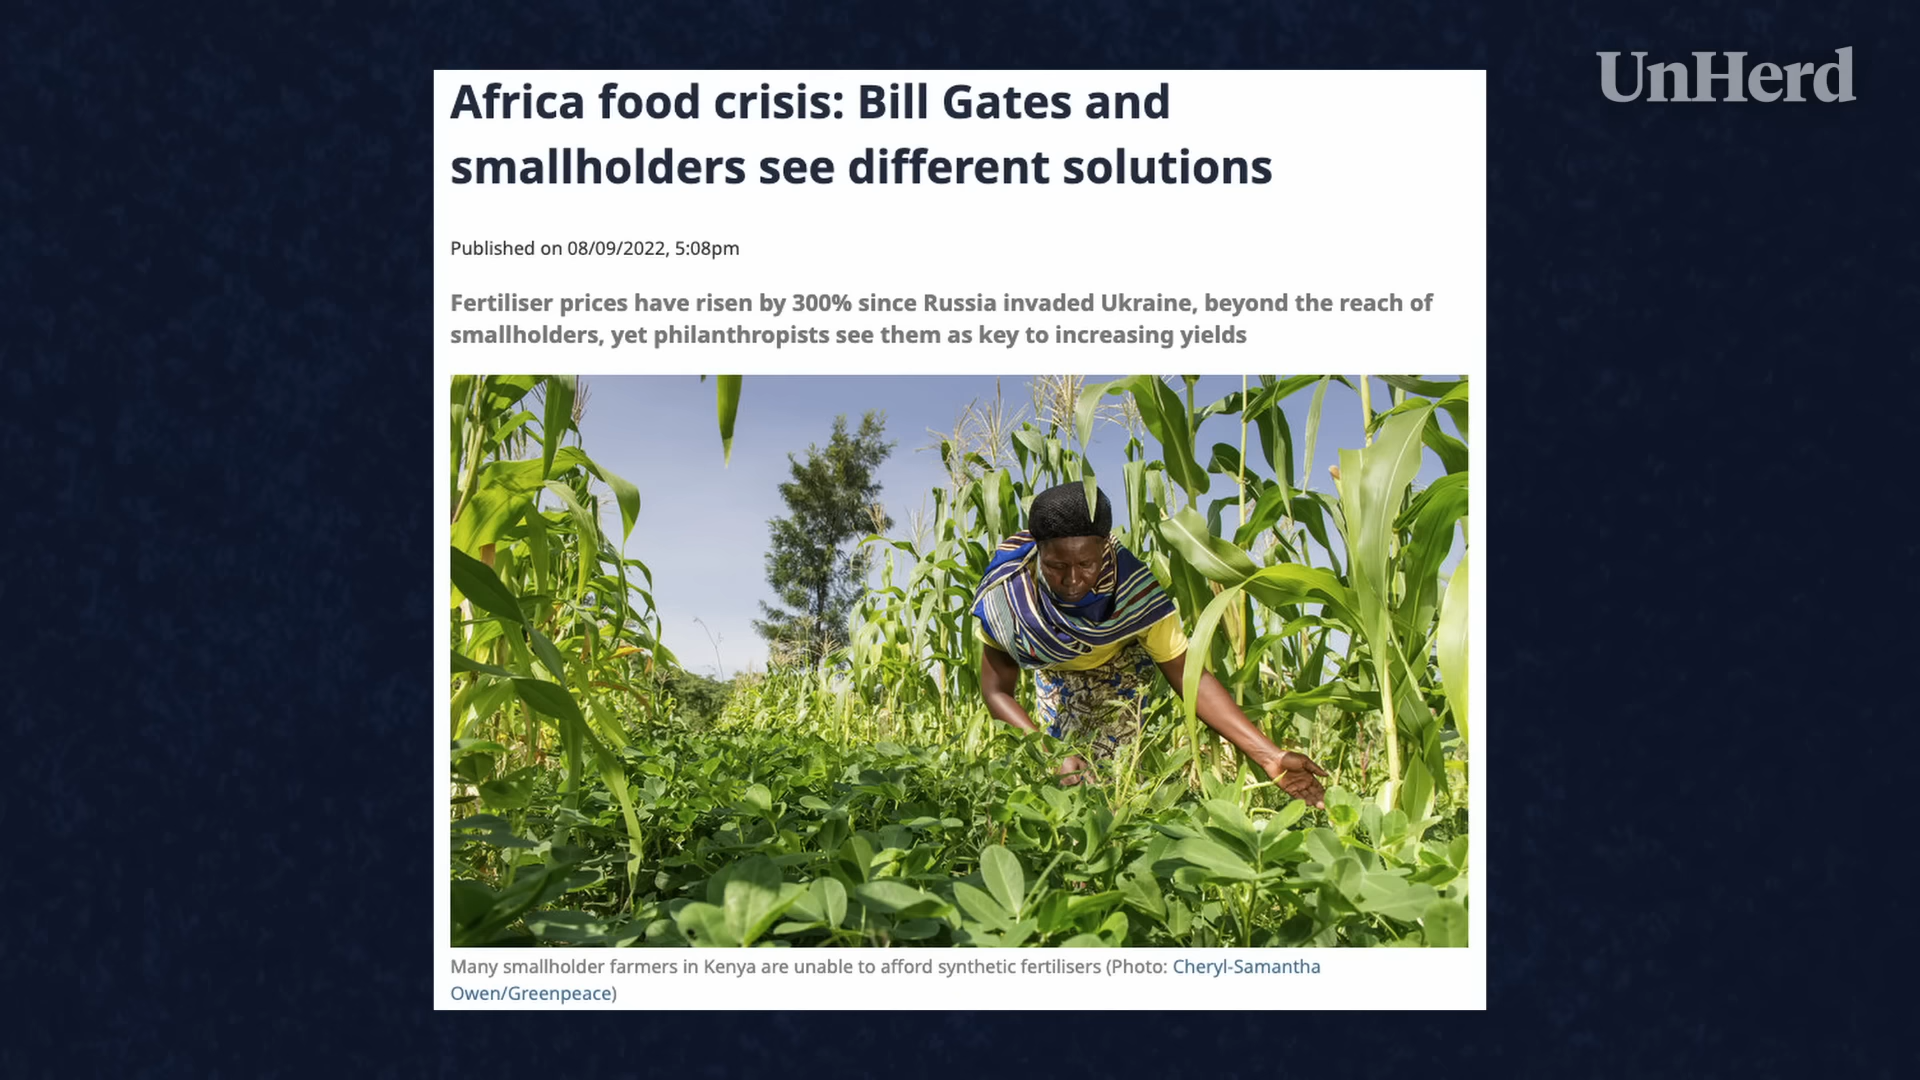 UnHerd
Africa food crisis: Bill Gates and
smallholders see different solutions
Published on 08/09/2022, 5:08pm
Fertiliser prices have risen by 300% since Russia invaded Ukraine, beyond the reach of
smallholders, yet philanthropists see them as key to increasing yields
Many smallholder farmers in Kenya are unable to afford synthetic fertilisers (Photo: Cheryl-Samantha
Owen/Greenpeace)